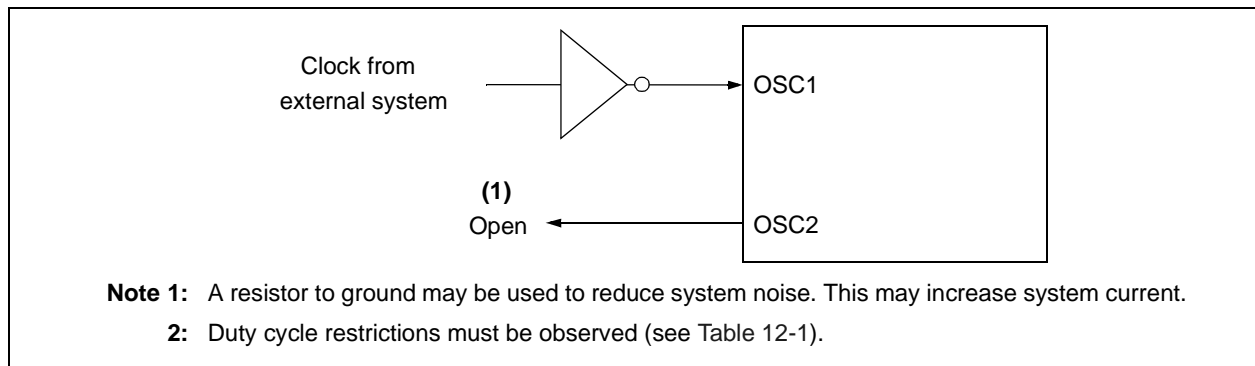 Clock from
external system
OSC1
(1)
Open
OSC2
Note 1: A resistor to ground may be used to reduce system noise. This may increase system current.
2: Duty cycle restrictions must be observed (see Table 12-1).